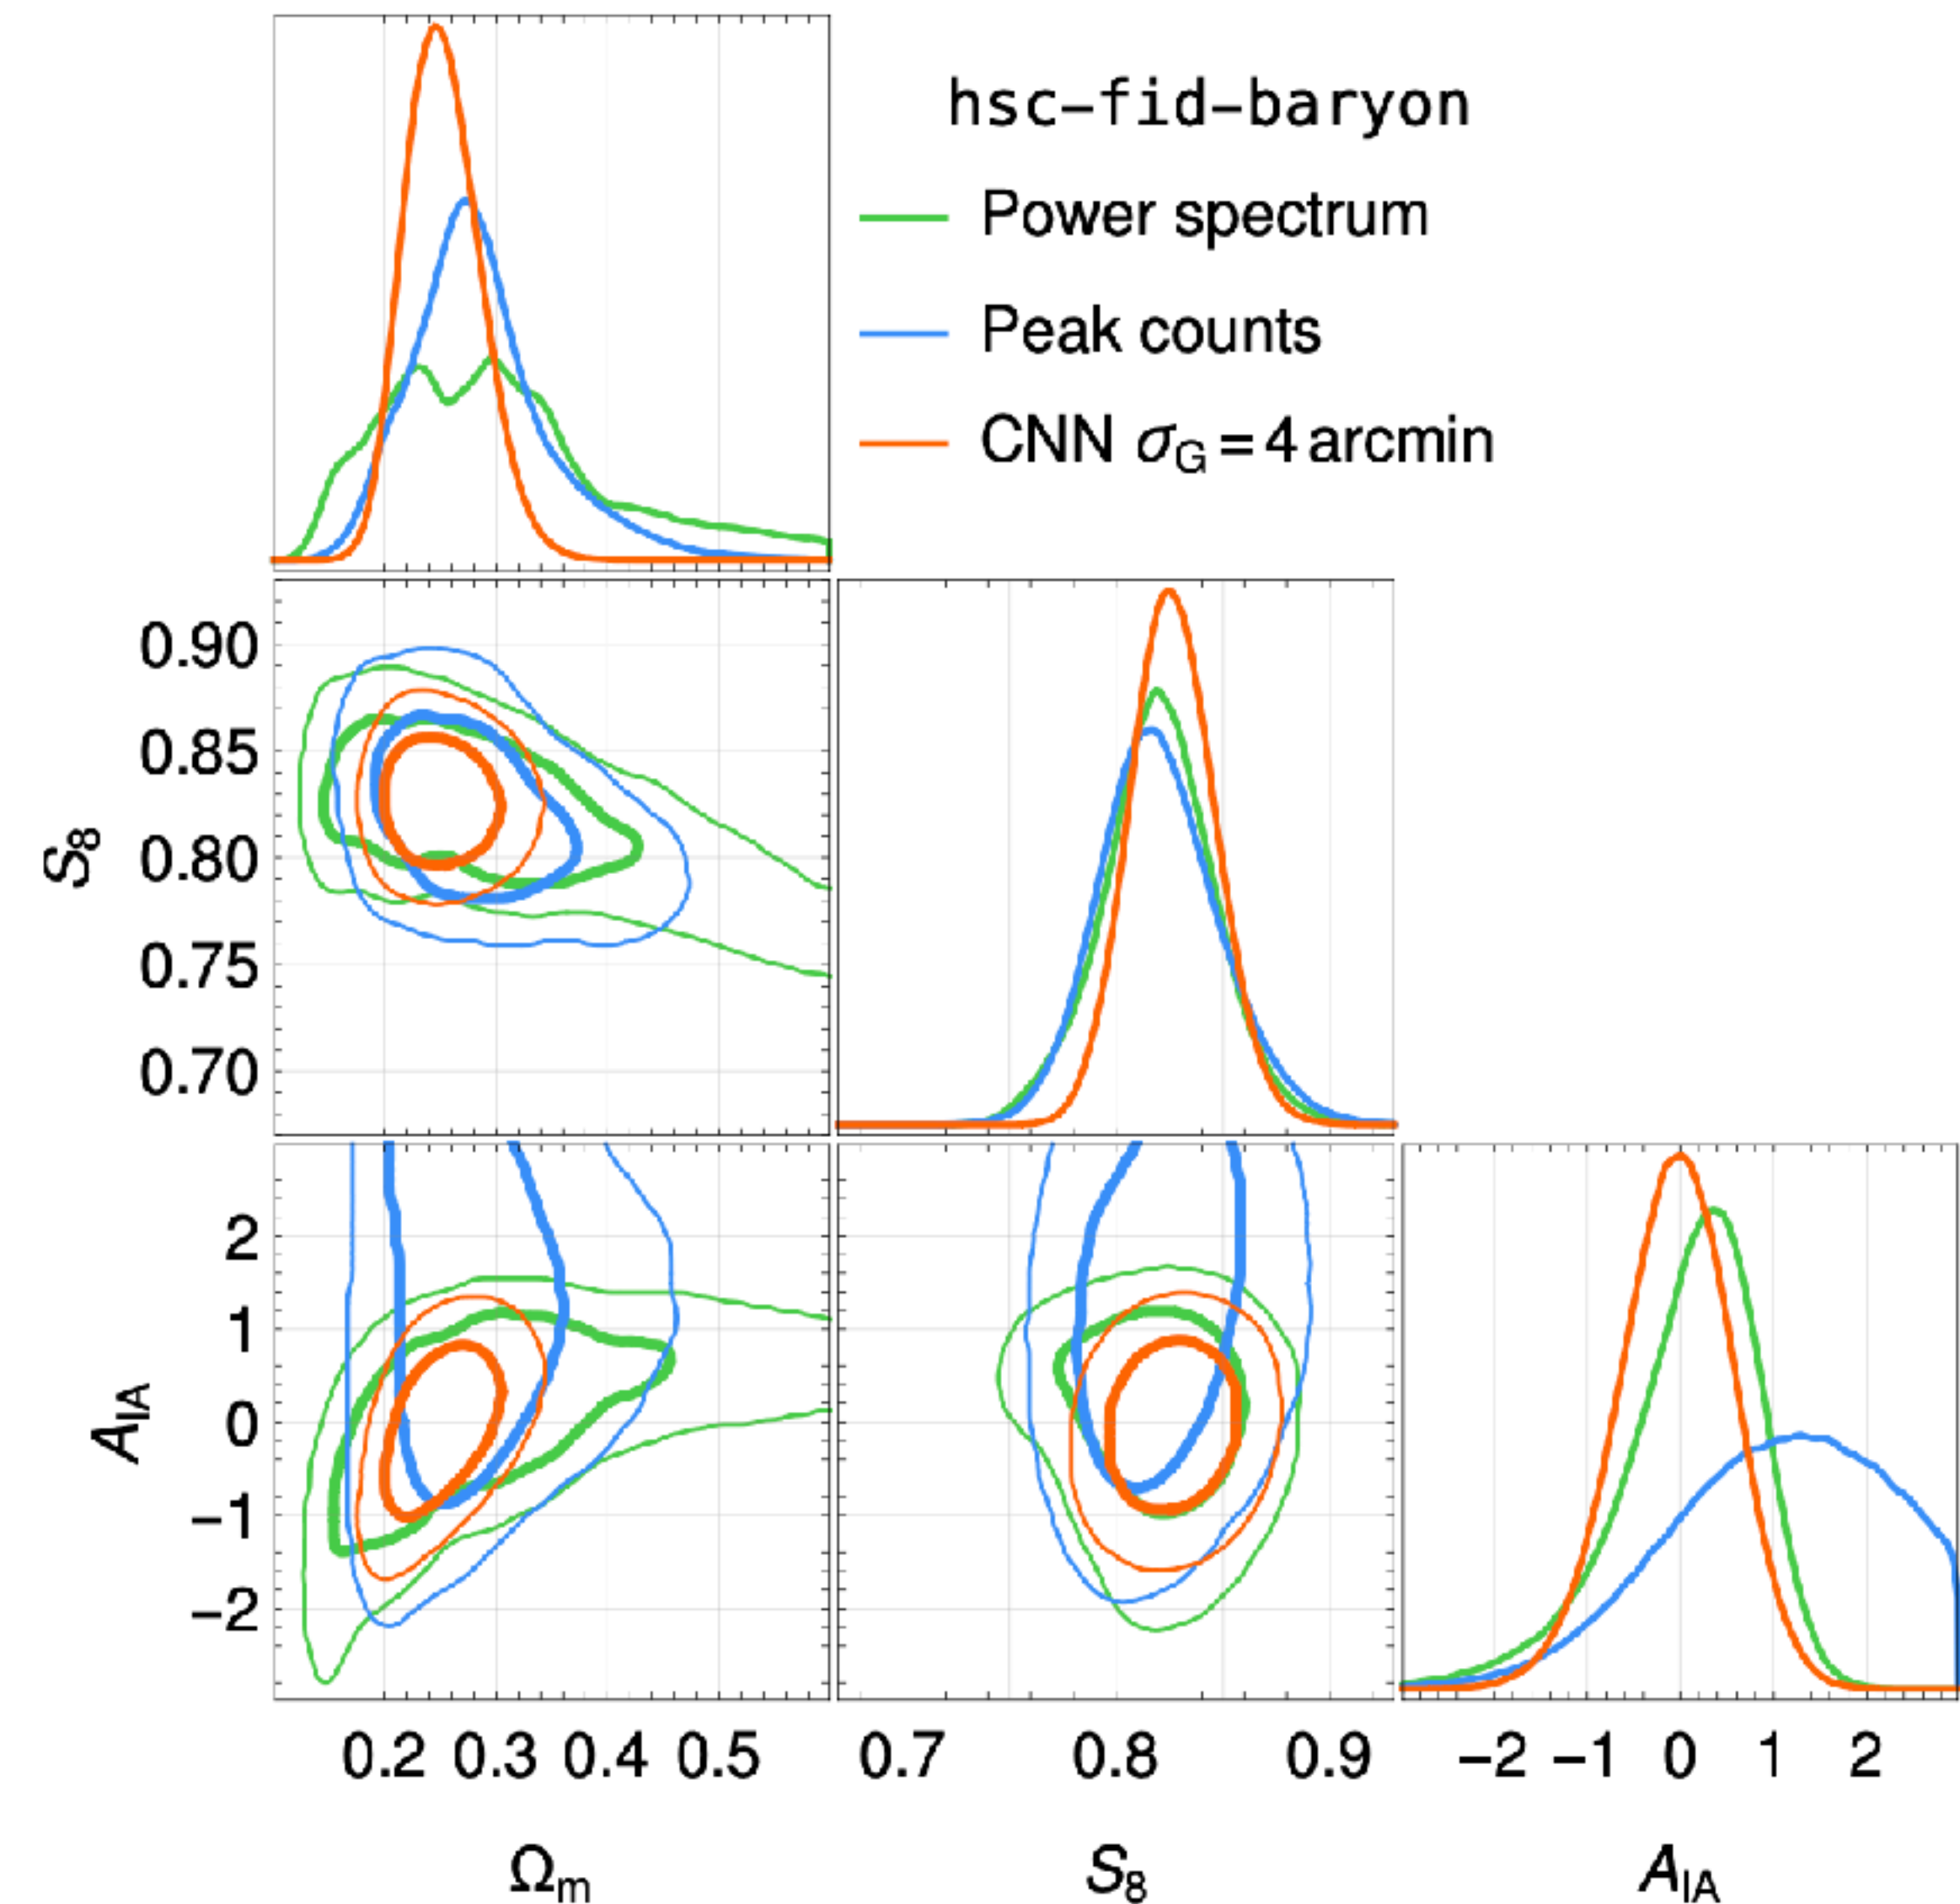 hsc-fid-baryon
Power spectrum
Peak counts
CNN σG = 4 arcmin
0.90
0.85
0.80
0.75
0.70
S8
2
1
0
−1
−2
AIA
0.2 0.3 0.4 0.5
0.7 0.8 0.9
−2 −1 0 1 2
Ωm
S8
AIA